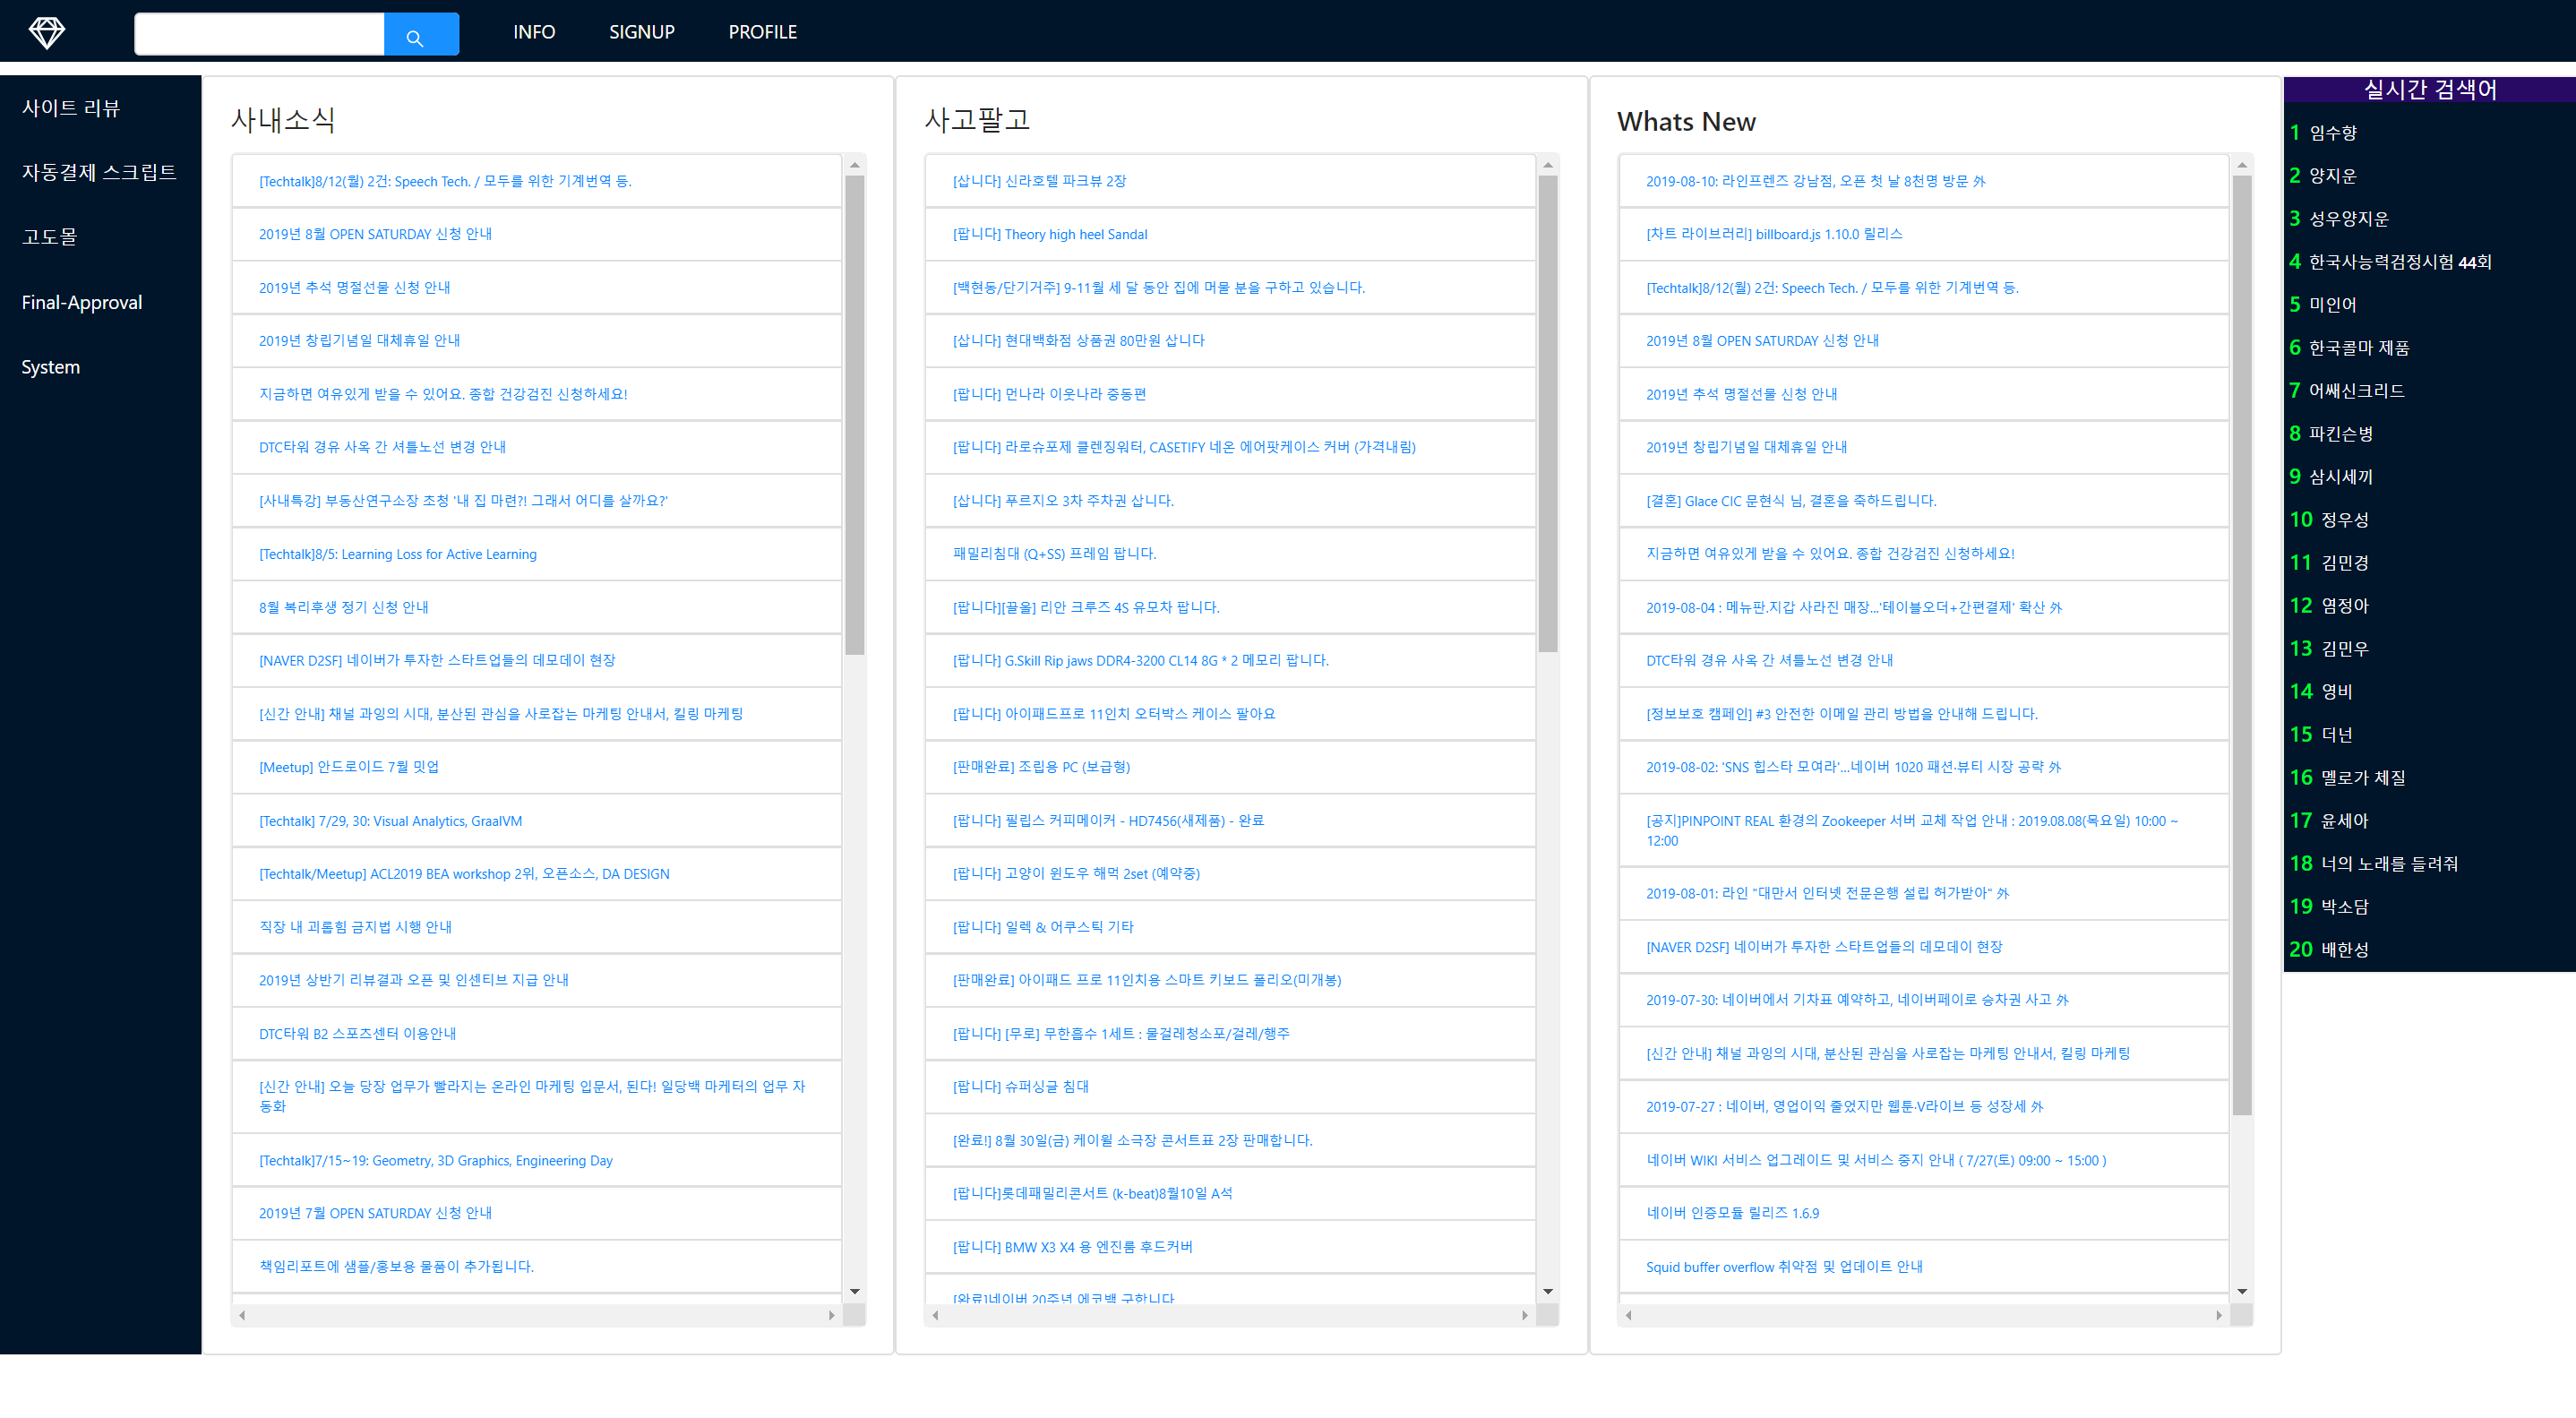 INFO SIGNUP PROFILE
사이트 리뷰
자동결제 스크립트
고도몰
Final-Approval
System
사내소식
[Techtalk]8/12(월) 2건: Speech Tech. / 모두를 위한 기계번역 등.
2019년 8월 OPEN SATURDAY 신청 안내
2019년 추석 명절선물 신청 안내
2019년 창립기념일 대체휴일 안내
지금하면 여유있게 받을 수 있어요. 종합 건강검진 신청하세요!
DTC타워 경유 사옥 간 셔틀노선 변경 안내
[사내특강] 부동산연구소장 초청 '내 집 마련?! 그래서 어디를 살까요?'
[Techtalk]8/5: Learning Loss for Active Learning
8월 복리후생 정기 신청 안내
[NAVER D2SF] 네이버가 투자한 스타트업들의 데모데이 현장
[신간 안내] 채널 과잉의 시대, 분산된 관심을 사로잡는 마케팅 안내서, 킬링 마케팅
[Meetup] 안드로이드 7월 밋업
[Techtalk] 7/29, 30: Visual Analytics, GraalVM
[Techtalk/Meetup] ACL2019 BEA workshop 2위, 오픈소스, DA DESIGN
직장 내 괴롭힘 금지법 시행 안내
2019년 상반기 리뷰결과 오픈 및 인센티브 지급 안내
DTC타워 B2 스포츠센터 이용안내
[신간 안내] 오늘 당장 업무가 빨라지는 온라인 마케팅 입문서, 된다! 일당백 마케터의 업무 자
동화
[Techtalk]7/15~19: Geometry, 3D Graphics, Engineering Day
2019년 7월 OPEN SATURDAY 신청 안내
책임리포트에 샘플/홍보용 물품이 추가됩니다.
사고팔고
[삽니다] 신라호텔 파크뷰 2장
[팝니다] Theory high heel Sandal
[백현동/단기거주] 9-11월 세 달 동안 집에 머물 분을 구하고 있습니다.
[삽니다] 현대백화점 상품권 80만원 삽니다
[팝니다] 먼나라 이웃나라 중동편
[팝니다] 라로슈포제 클렌징워터, CASETIFY 네온 에어팟케이스 커버 (가격내림)
[삽니다] 푸르지오 3차 주차권 삽니다.
패밀리침대 (Q+SS) 프레임 팝니다.
[팝니다][끌올] 리안 크루즈 4S 유모차 팝니다.
[팝니다] G.Skill Rip jaws DDR4-3200 CL14 8G * 2 메모리 팝니다.
[팝니다] 아이패드프로 11인치 오터박스 케이스 팔아요
[판매완료] 조립용 PC (보급형)
[팝니다] 필립스 커피메이커 - HD7456(새제품) - 완료
[팝니다] 고양이 윈도우 해먹 2set (예약중)
[팝니다] 일렉 & 어쿠스틱 기타
[판매완료] 아이패드 프로 11인치용 스마트 키보드 폴리오(미개봉)
[팝니다] [무로] 무한흡수 1세트 : 물걸레청소포/걸레/행주
[팝니다] 슈퍼싱글 침대
[완료!] 8월 30일(금) 케이윌 소극장 콘서트표 2장 판매합니다.
[팝니다]롯데패밀리콘서트 (k-beat)8월10일 A석
[팝니다] BMW X3 X4 용 엔진룸 후드커버
[완료]네이버 20주년 에코백 구합니다
Whats New
2019-08-10: 라인프렌즈 강남점, 오픈 첫 날 8천명 방문 外
[차트 라이브러리] billboard.js 1.10.0 릴리스
[Techtalk]8/12(월) 2건: Speech Tech. / 모두를 위한 기계번역 등.
2019년 8월 OPEN SATURDAY 신청 안내
2019년 추석 명절선물 신청 안내
2019년 창립기념일 대체휴일 안내
[결혼] Glace CIC 문현식 님, 결혼을 축하드립니다.
지금하면 여유있게 받을 수 있어요. 종합 건강검진 신청하세요!
2019-08-04 : 메뉴판.지갑 사라진 매장...'테이블오더+간편결제' 확산 外
DTC타워 경유 사옥 간 셔틀노선 변경 안내
[정보보호 캠페인] #3 안전한 이메일 관리 방법을 안내해 드립니다.
2019-08-02: 'SNS 힙스타 모여라'...네이버 1020 패션·뷰티 시장 공략 外
[공지]PINPOINT REAL 환경의 Zookeeper 서버 교체 작업 안내 : 2019.08.08(목요일) 10:00 ~
12:00
2019-08-01: 라인 "대만서 인터넷 전문은행 설립 허가받아" 外
[NAVER D2SF] 네이버가 투자한 스타트업들의 데모데이 현장
2019-07-30: 네이버에서 기차표 예약하고, 네이버페이로 승차권 사고 外
[신간 안내] 채널 과잉의 시대, 분산된 관심을 사로잡는 마케팅 안내서, 킬링 마케팅
2019-07-27 : 네이버, 영업이익 줄었지만 웹툰·V라이브 등 성장세 外
네이버 WIKI 서비스 업그레이드 및 서비스 중지 안내 ( 7/27(토) 09:00 ~ 15:00 )
네이버 인증모듈 릴리즈 1.6.9
Squid buffer overflow 취약점 및 업데이트 안내
실시간 검색어
1 임수향
2 양지운
3 성우양지운
4 한국사능력검정시험 44회
5 미인어
6 한국콜마 제품
7 어쌔신크리드
8 파킨슨병
9 삼시세끼
10 정우성
11 김민경
12 염정아
13 김민우
14 영비
15 더넌
16 멜로가 체질
17 윤세아
18 너의 노래를 들려줘
19 박소담
20 배한성